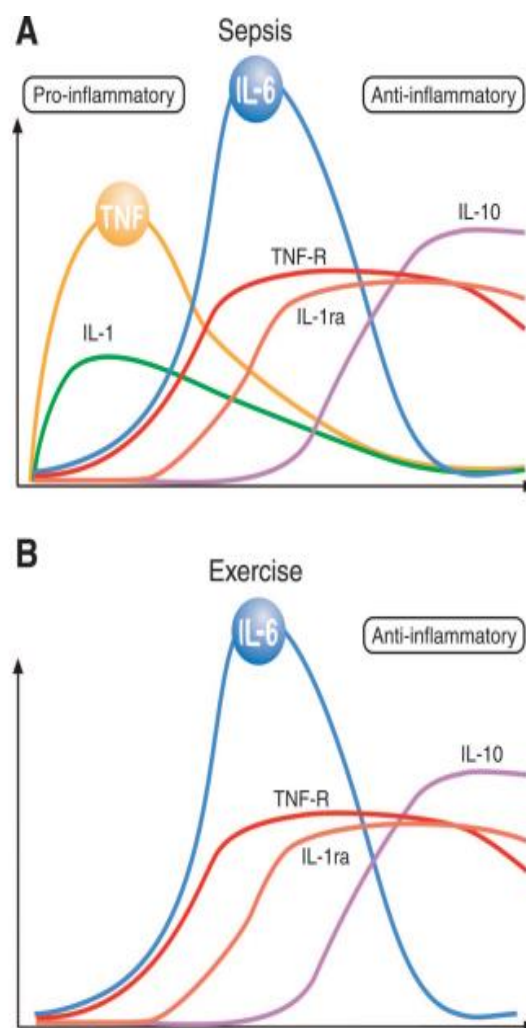 A
Sepsis
Pro-inflammatory
IL-6
Anti-inflammatory
TNF
IL-10
TNF-R
IL-1ra
IL-1
B
Exercise
IL-6
Anti-inflammatory
IL-10
TNF-R
IL-1ra